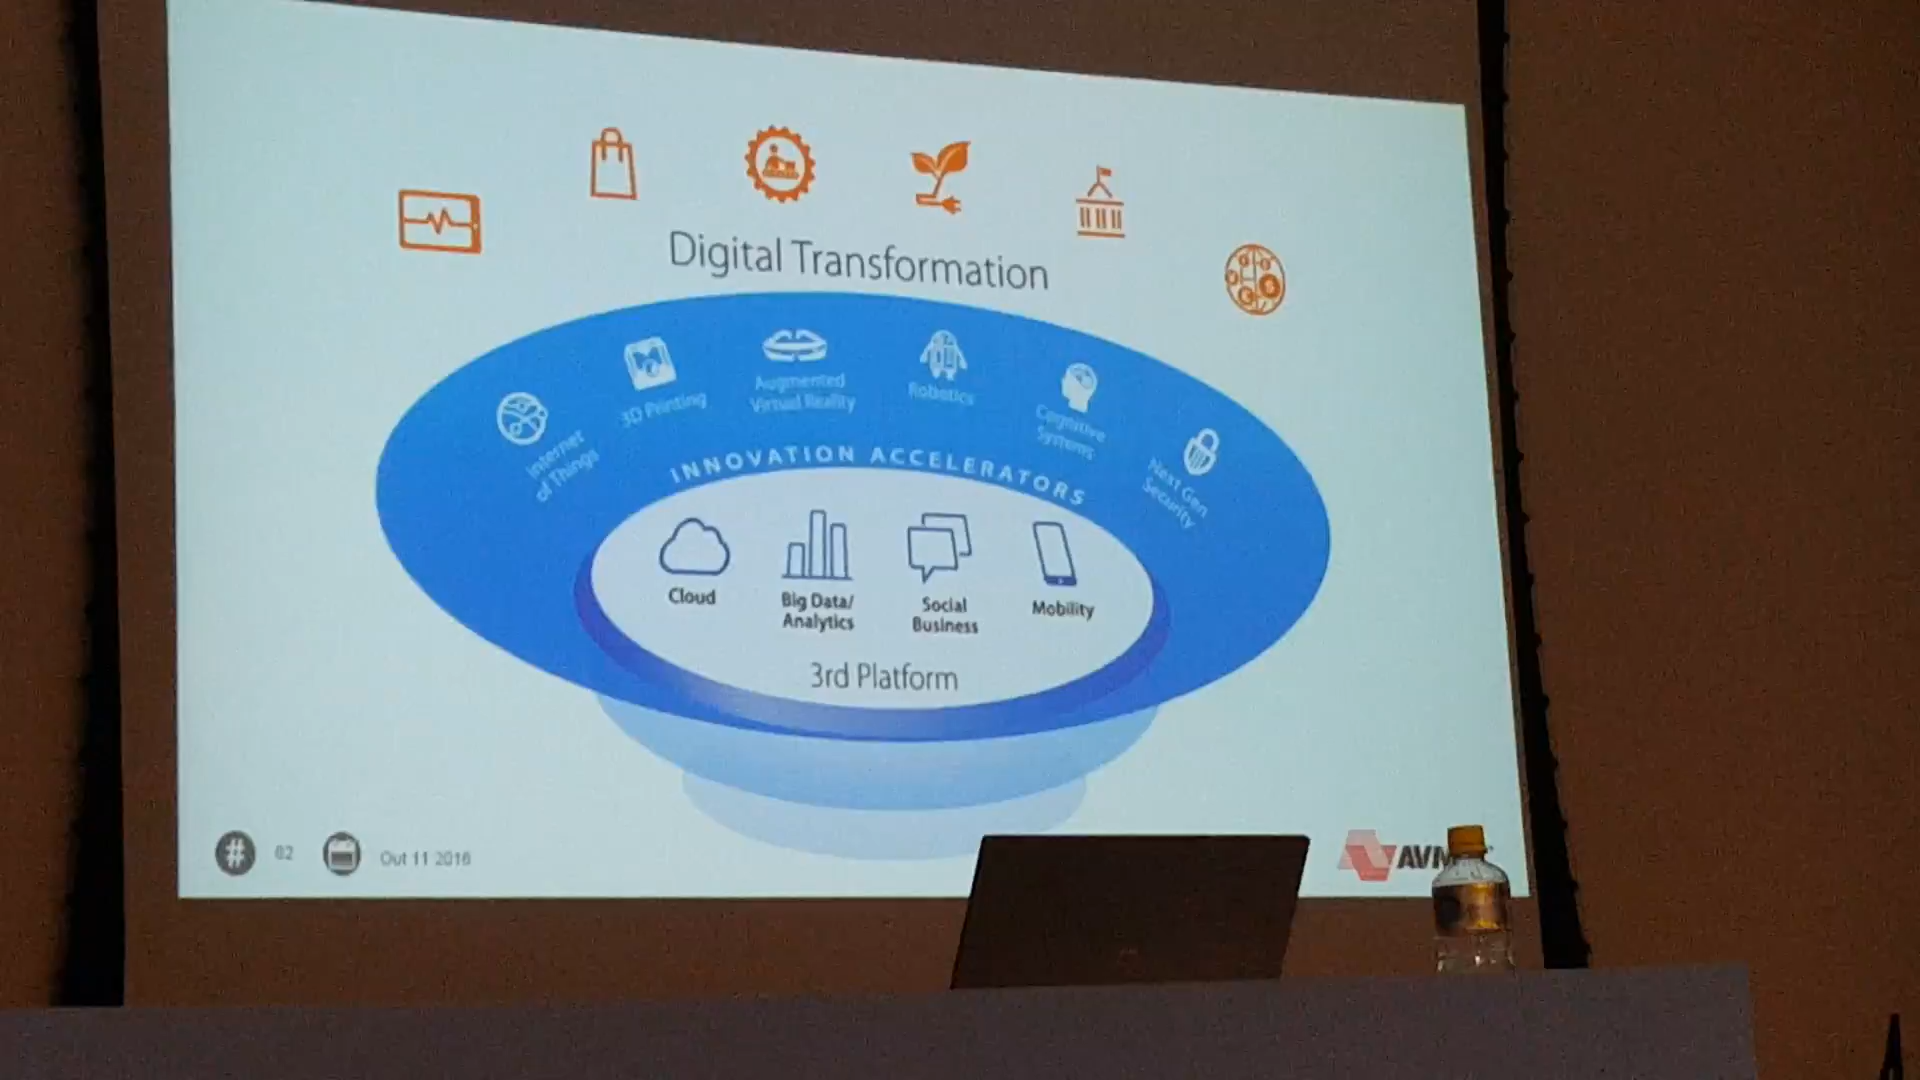 Digital Transformation
Internet
of Things
3D Printing
Augmented
Virtual Reality
Robotics
Cognitive
Systems
Next Gen
Security
INNOVATION ACCELERATORS
Cloud
Big Data/
Analytics
Social
Business
Mobility
3rd Platform
# 02 Out 11 2016